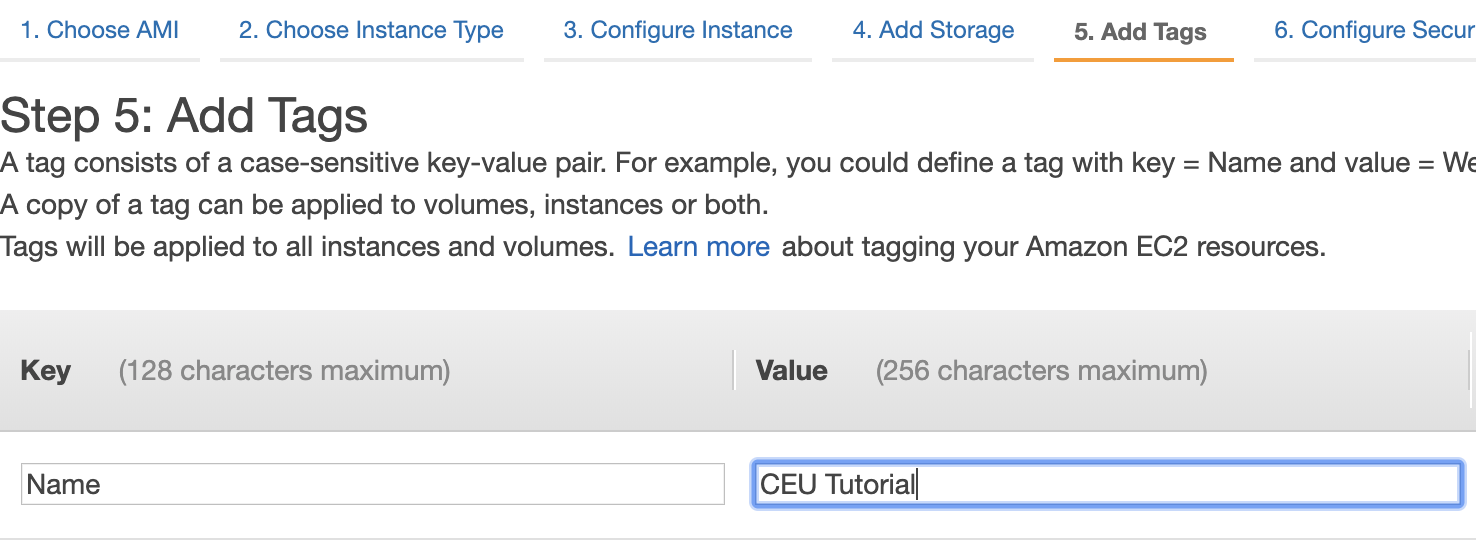 1. Choose AMI 2. Choose Instance Type 3. Configure Instance 4. Add Storage 5. Add Tags 6. Configure
Step 5: Add Tags
A tag consists of a case-sensitive key-value pair. For example, you could define a tag with key = Name and value =
A copy of a tag can be applied to volumes, instances or both.
Tags will be applied to all instances and volumes. Learn more about tagging your Amazon EC2 resources.
Key (128 characters maximum) Value (256 characters maximum)
Name CEU Tutorial